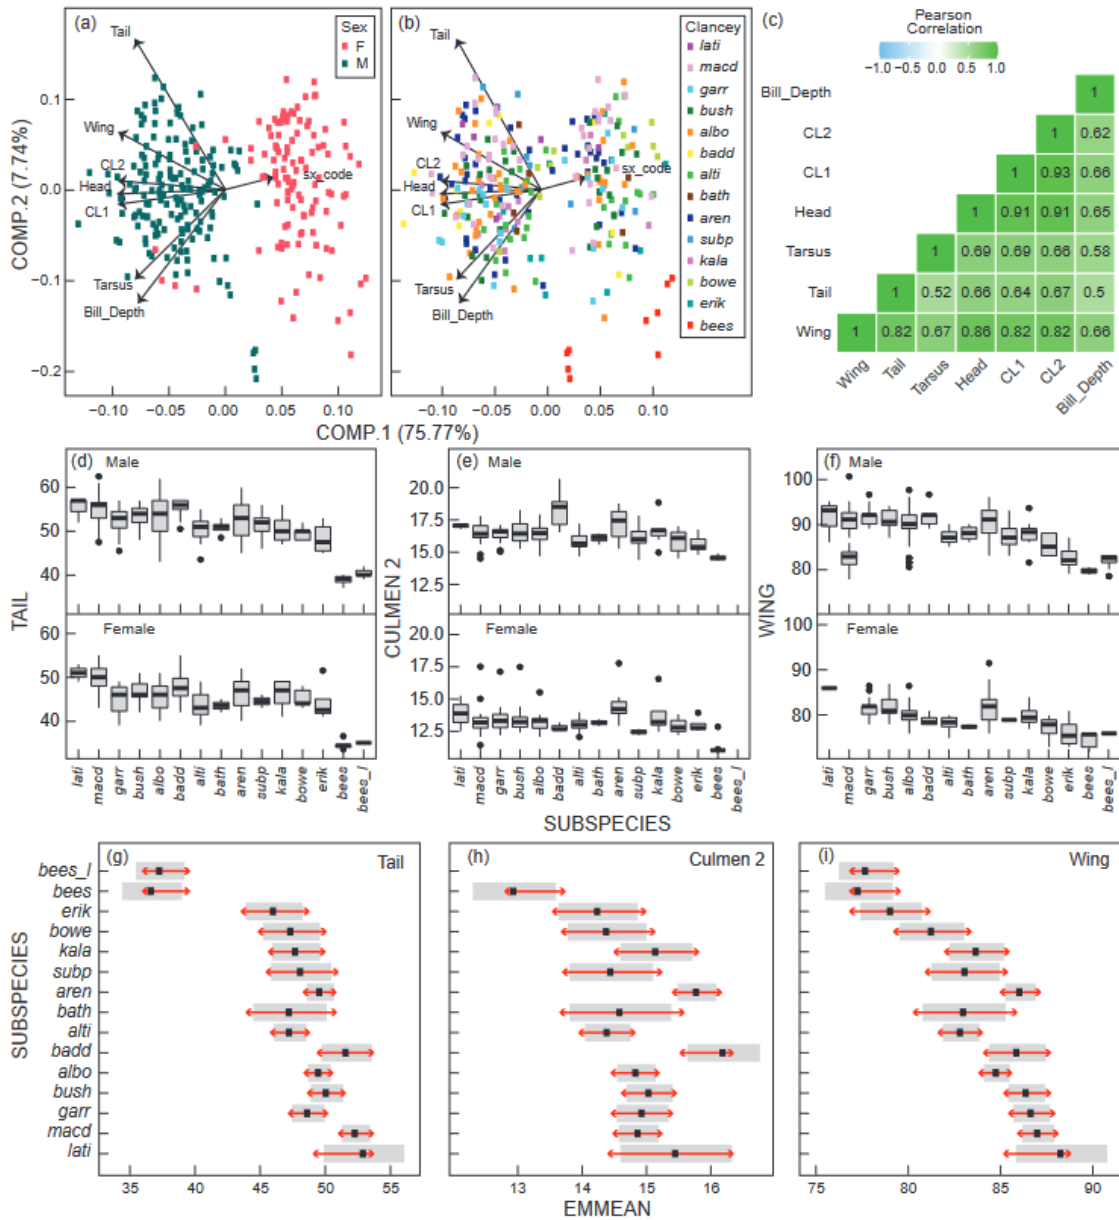 (a)
Sex
F
M
Tail
Wing
CL2
Head
CL1
Tarsus
Bill_Depth
sx_code
0.1
0.0
−0.1
−0.2
−0.10
−0.05
0.00
0.05
0.10
COMP.2 (7.74%)
(b)
Clancey
lati
macd
garr
bush
albo
badd
alti
bath
aren
subp
kala
bowe
erik
bees
Tail
Wing
CL2
Head
CL1
Tarsus
Bill_Depth
sx_code
−0.10
−0.05
0.00
0.05
0.10
COMP.1 (75.77%)
(c)
Pearson
Correlation
−1.0 −0.5 0.0 0.5 1.0
Bill_Depth 1
CL2 1 0.62
CL1 1 0.93 0.66
Head 1 0.91 0.91 0.65
Tarsus 1 0.69 0.69 0.66 0.58
Tail 1 0.52 0.66 0.64 0.67 0.5
Wing 1 0.82 0.67 0.86 0.82 0.82 0.66
Wing Tail Tarsus Head CL1 CL2 Bill_Depth
(d) Male
60
50
40
TAIL
Female
60
50
40
lati macd garr bush albo badd alti bath aren subp kala bowe erik bees bees_l
(e) Male
20.0
17.5
15.0
12.5
CULMEN 2
Female
20.0
17.5
15.0
12.5
lati macd garr bush albo badd alti bath aren subp kala bowe erik bees bees_l
SUBSPECIES
(f) Male
100
90
80
WING
Female
100
90
80
lati macd garr bush albo badd alti bath aren subp kala bowe erik bees bees_l
(g) Tail
bees_l
bees
erik
bowe
kala
subp
aren
bath
alti
badd
albo
bush
garr
macd
lati
SUBSPECIES
35 40 45 50 55
(h) Culmen 2
13 14 15 16
EMMEAN
(i) Wing
75 80 85 90